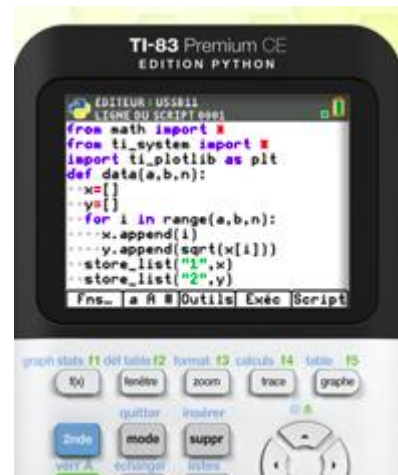 TI-83 Premium CE
EDITION PYTHON
EDITEUR : USSB11
LIGNE DU SCRIPT 0001
from math import *
from ti_system import *
import ti_plotlib as plt
def data(a,b,n):
··x=[]
··y=[]
··for i in range(a,b,n):
····x.append(i)
····y.append(sqrt(x[i]))
··store_list("1",x)
··store_list("2",y)
Fns… a A # Outils Exéc Script
graph stats f1 déf table f2 format f3 calculs f4 table f5
f(x) fenêtre zoom trace graphe
quitter insérer
2nde mode suppr
verr A échanger listes